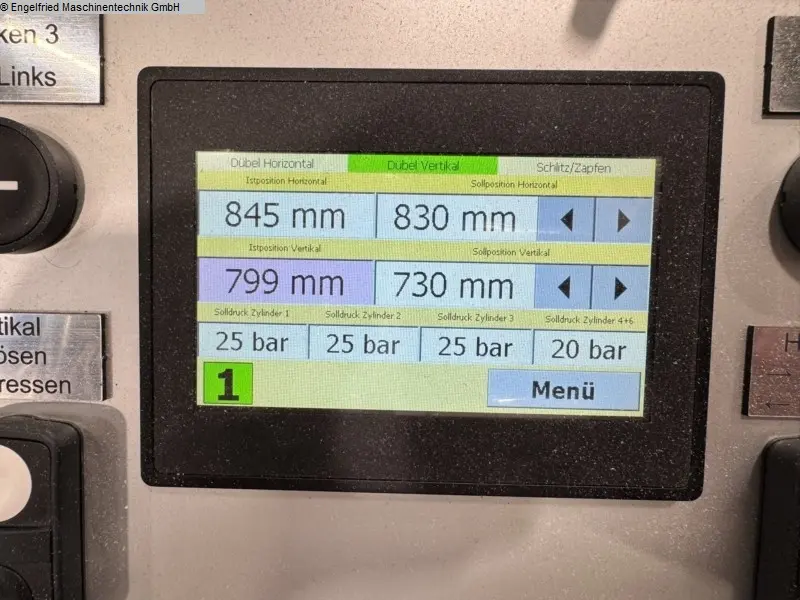 © Engelfried Maschinentechnik GmbH
ken 3
Links
Dübel Horizontal Dübel Vertikal Schlitz/Zapfen
Istposition Horizontal Sollposition Horizontal
845 mm 830 mm
Istposition Vertikal Sollposition Vertikal
799 mm 730 mm
Solldruck Zylinder 1 Solldruck Zylinder 2 Solldruck Zylinder 3 Solldruck Zylinder 4+6
25 bar 25 bar 25 bar 20 bar
1 Menü
tikal
ösen
ressen
H